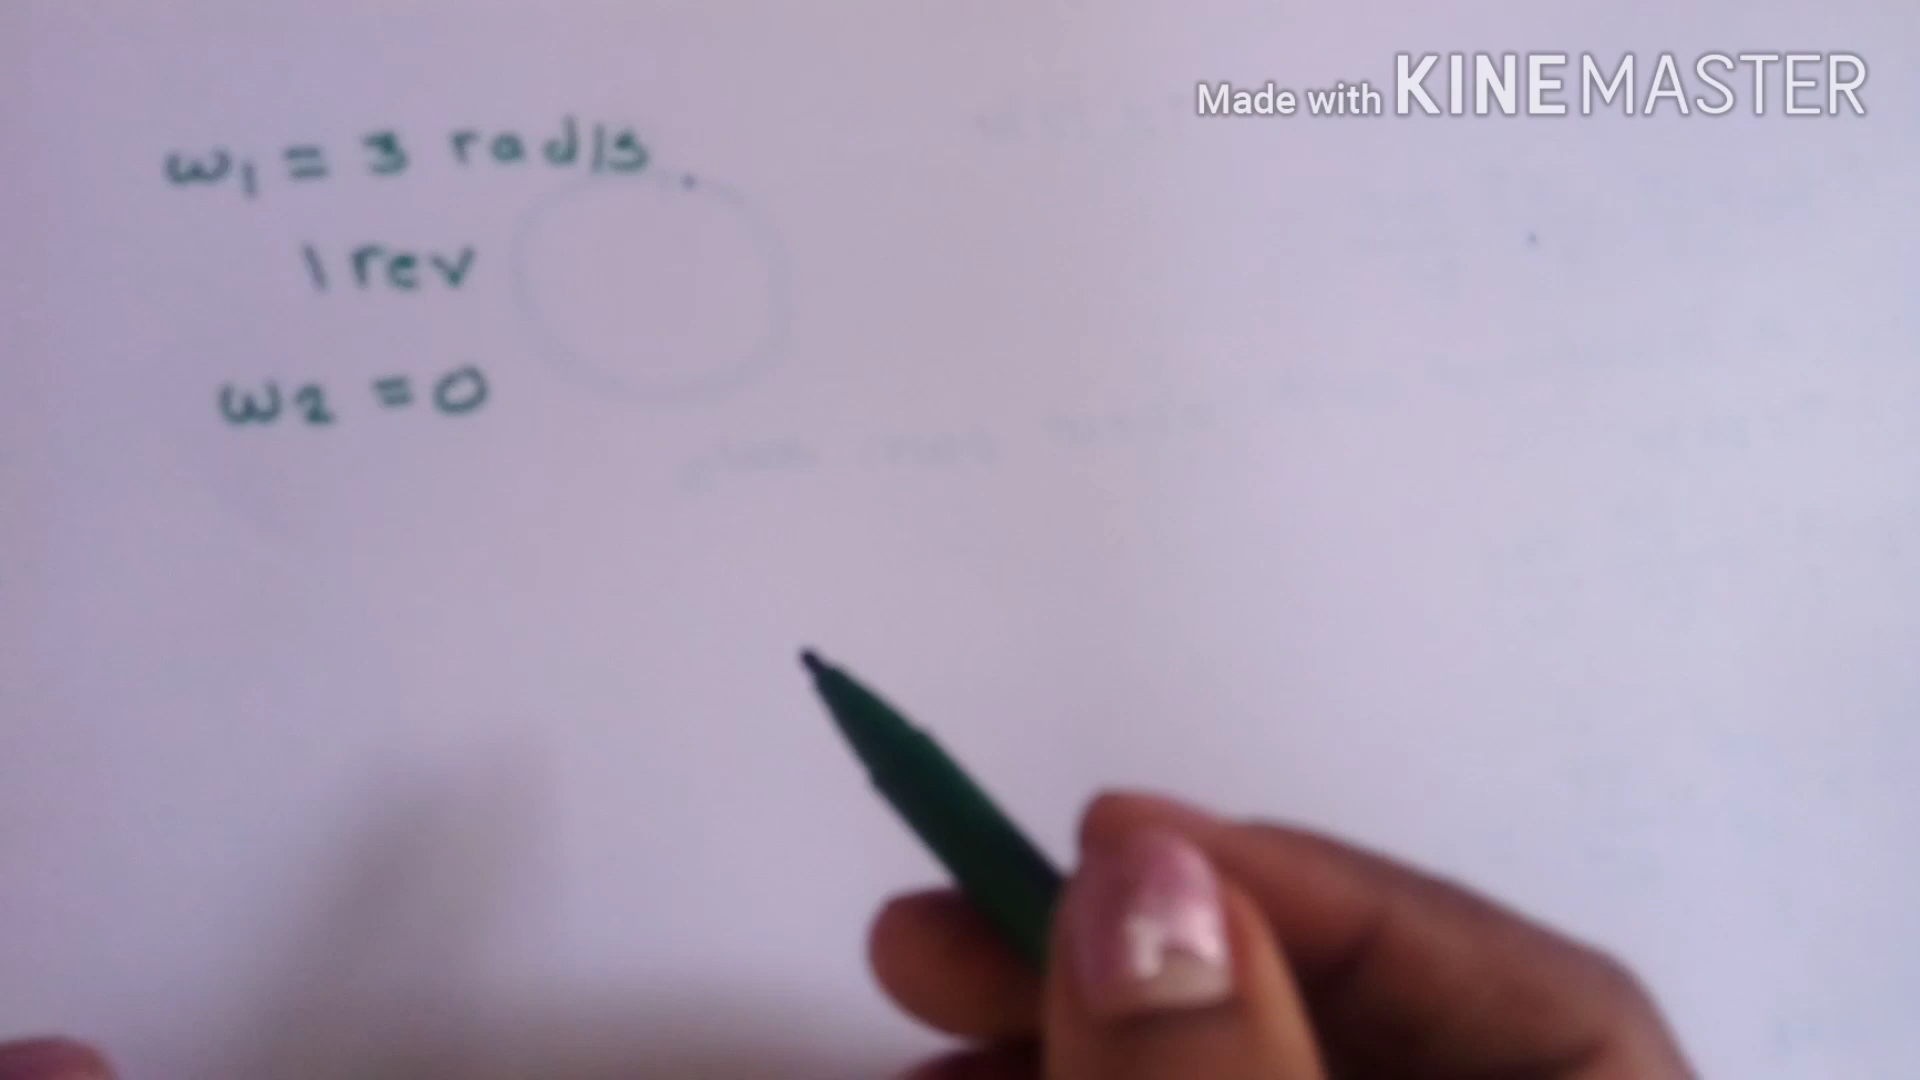 Made with KINEMASTER
ω1 = 3 rad/s.
1 rev
ω2 = 0